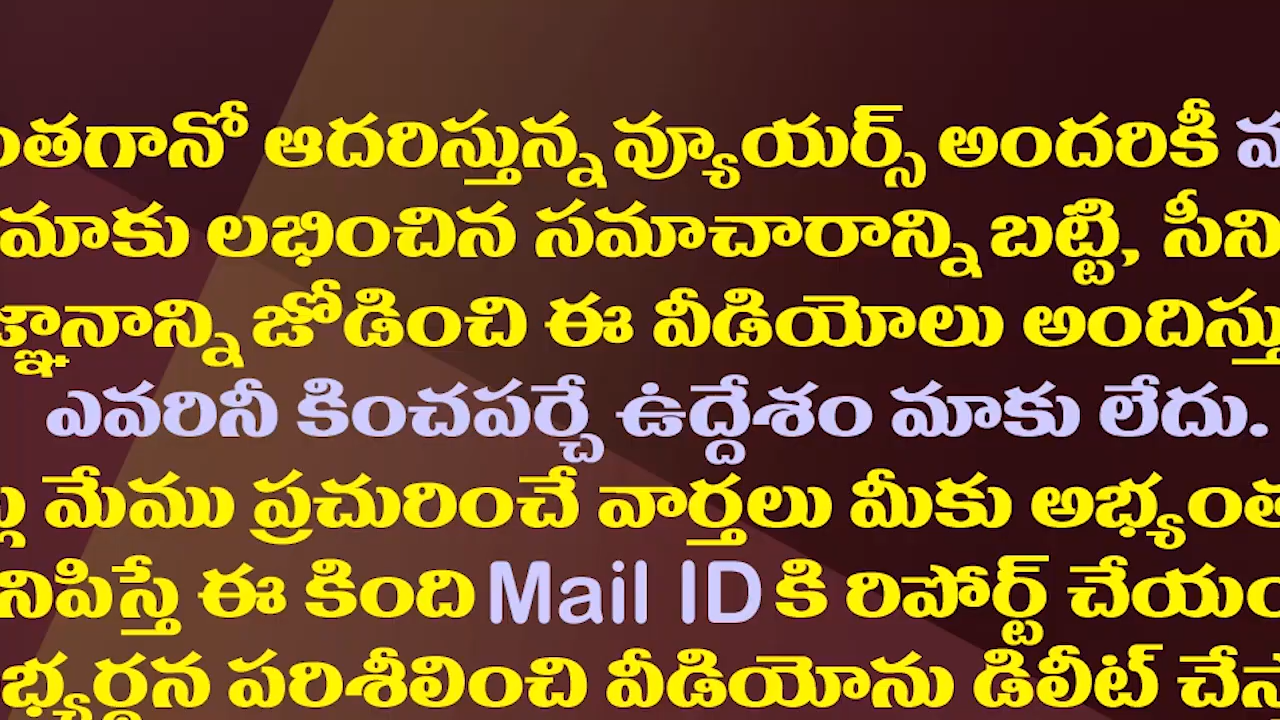 ంతగానో ఆదరిస్తున్న వ్యూయర్స్ అందరికీ
మాకు లభించిన సమాచారాన్ని బట్టి, సీని
జ్ఞానాన్ని జోడించి ఈ వీడియోలు అందిస్తు
ఎవరినీ కించపర్చే ఉద్దేశం మాకు లేదు.
మేము ప్రచురించే వార్తలు మీకు అభ్యంత
నిపిస్తే ఈ కింది Mail ID కి రిపోర్ట్ చేయం
భ్యర్థన పరిశీలించి వీడియోను డిలీట్ చేస